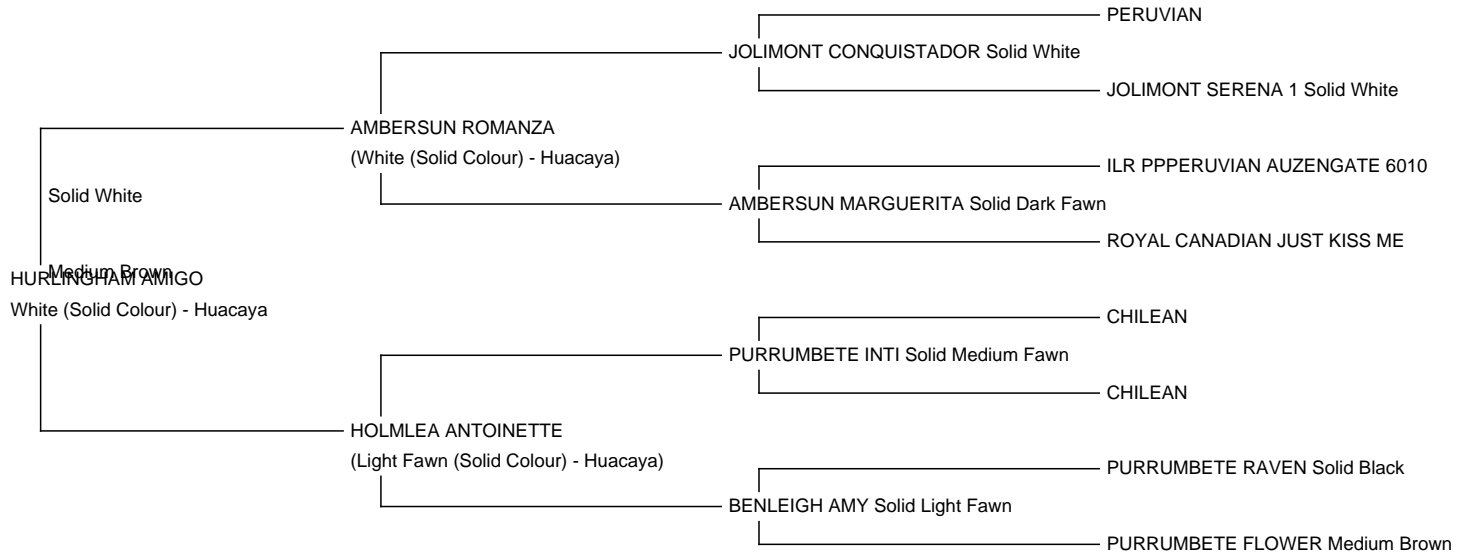 PERUVIAN
JOLIMONT CONQUISTADOR Solid White
JOLIMONT SERENA 1 Solid White
AMBERSUN ROMANZA
(White (Solid Colour) - Huacaya)
ILR PPPERUVIAN AUZENGATE 6010
Solid White
AMBERSUN MARGUERITA Solid Dark Fawn
ROYAL CANADIAN JUST KISS ME
Medium Brown
HURLINGHAM AMIGO
White (Solid Colour) - Huacaya
CHILEAN
PURRUMBETE INTI Solid Medium Fawn
CHILEAN
HOLMLEA ANTOINETTE
(Light Fawn (Solid Colour) - Huacaya)
PURRUMBETE RAVEN Solid Black
BENLEIGH AMY Solid Light Fawn
PURRUMBETE FLOWER Medium Brown